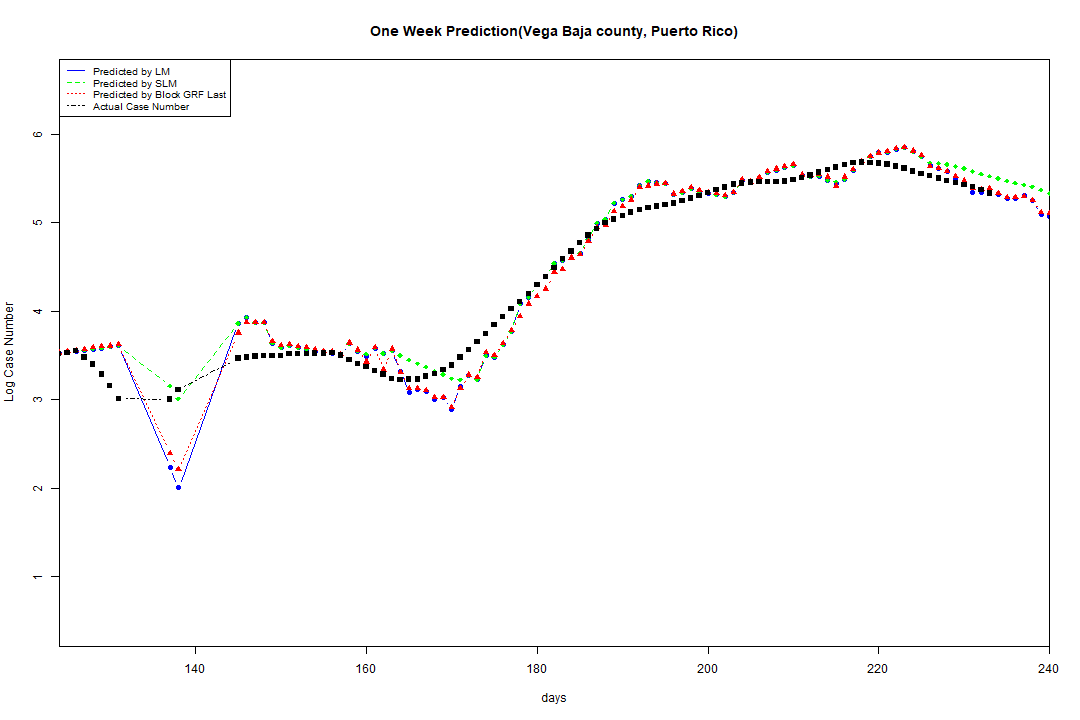 One Week Prediction(Vega Baja county, Puerto Rico)
Predicted by LM
Predicted by SLM
Predicted by Block GRF Last
Actual Case Number
Log Case Number
6
5
4
3
2
1
140 160 180 200 220 240
days